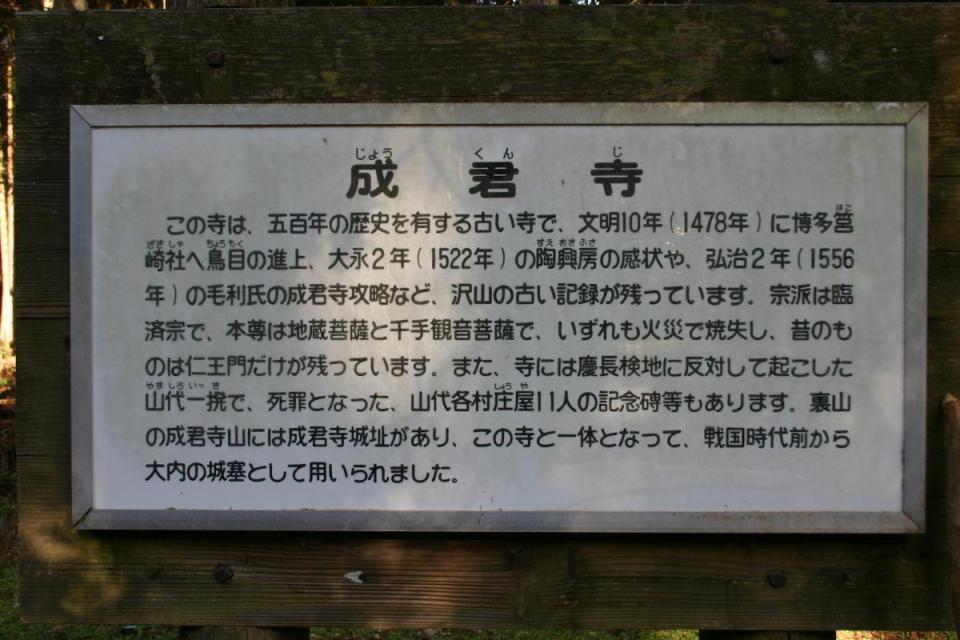 じょう くん じ
成君寺
この寺は、五百年の歴史を有する古い寺で、文明10年(1478年)に博多筥
崎社へ鳥目の進上、大永2年(1522年)の陶興房の感状や、弘治2年(1556
年)の毛利氏の成君寺攻略など、沢山の古い記録が残っています。宗派は臨
済宗で、本尊は地蔵菩薩と千手観音菩薩で、いずれも火災で焼失し、昔のも
のは仁王門だけが残っています。また、寺には慶長検地に反対して起こした
山代一揆で、死罪となった、山代各村庄屋11人の記念碑等もあります。裏山
の成君寺山には成君寺城址があり、この寺と一体となって、戦国時代前から
大内の城塞として用いられました。